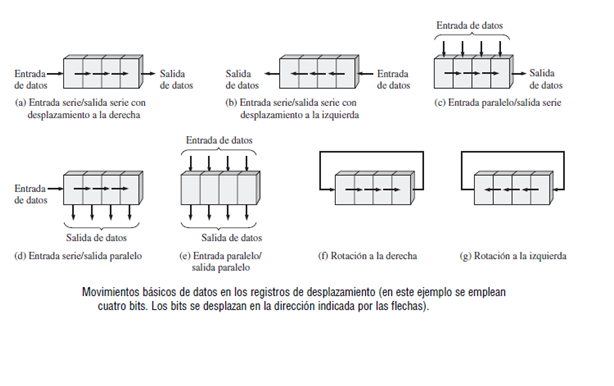 Entrada de datos
Entrada
de datos
Salida
de datos
(a) Entrada serie/salida serie con
desplazamiento a la derecha
Salida
de datos
Entrada
de datos
(b) Entrada serie/salida serie con
desplazamiento a la izquierda
Salida
de datos
(c) Entrada paralelo/salida serie
Entrada
de datos
Salida de datos
(d) Entrada serie/salida paralelo
Entrada de datos
Salida de datos
(e) Entrada paralelo/
salida paralelo
(f) Rotación a la derecha
(g) Rotación a la izquierda
Movimientos básicos de datos en los registros de desplazamiento (en este ejemplo se emplean
cuatro bits. Los bits se desplazan en la dirección indicada por las flechas).